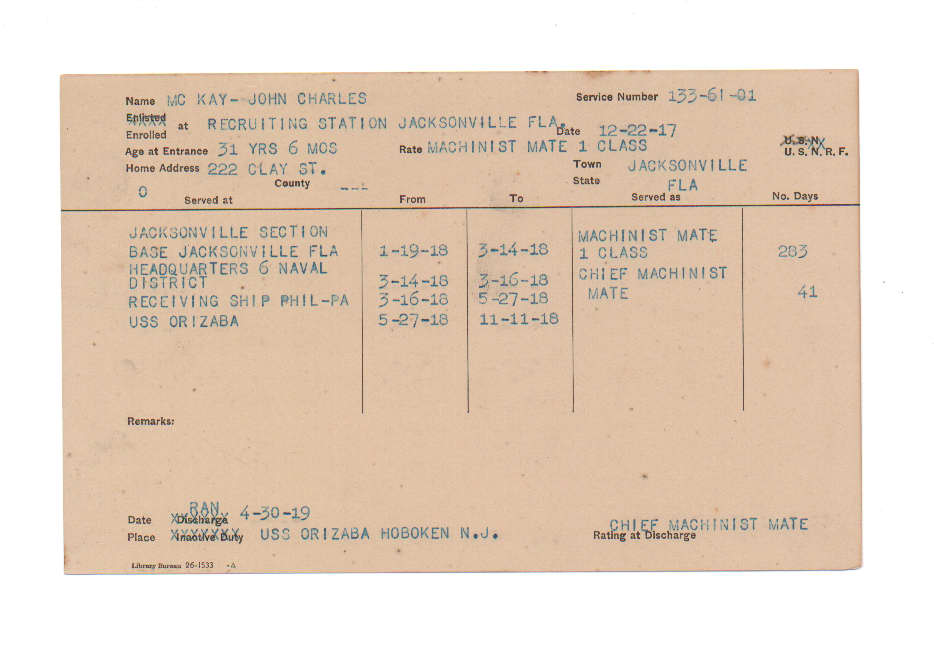 Name MC KAY- JOHN CHARLES Service Number 133-61-01
Enlisted
Enrolled at RECRUITING STATION JACKSONVILLE FLA. Date 12-22-17
Age at Entrance 31 YRS 6 MOS Rate MACHINIST MATE 1 CLASS U.S.N.
U. S. N. R. F.
Home Address 222 CLAY ST. Town JACKSONVILLE
0 County --- State FLA
Served at From To Served as No. Days
JACKSONVILLE SECTION MACHINIST MATE
BASE JACKSONVILLE FLA 1-19-18 3-14-18 1 CLASS 283
HEADQUARTERS 6 NAVAL CHIEF MACHINIST
DISTRICT 3-14-18 3-16-18 MATE
RECEIVING SHIP PHIL-PA 3-16-18 5-27-18 41
USS ORIZABA 5-27-18 11-11-18
Remarks:
RAN
Date Discharge 4-30-19 CHIEF MACHINIST MATE
Place Inactive Duty USS ORIZABA HOBOKEN N.J. Rating at Discharge
Library Bureau 26-1533 -A